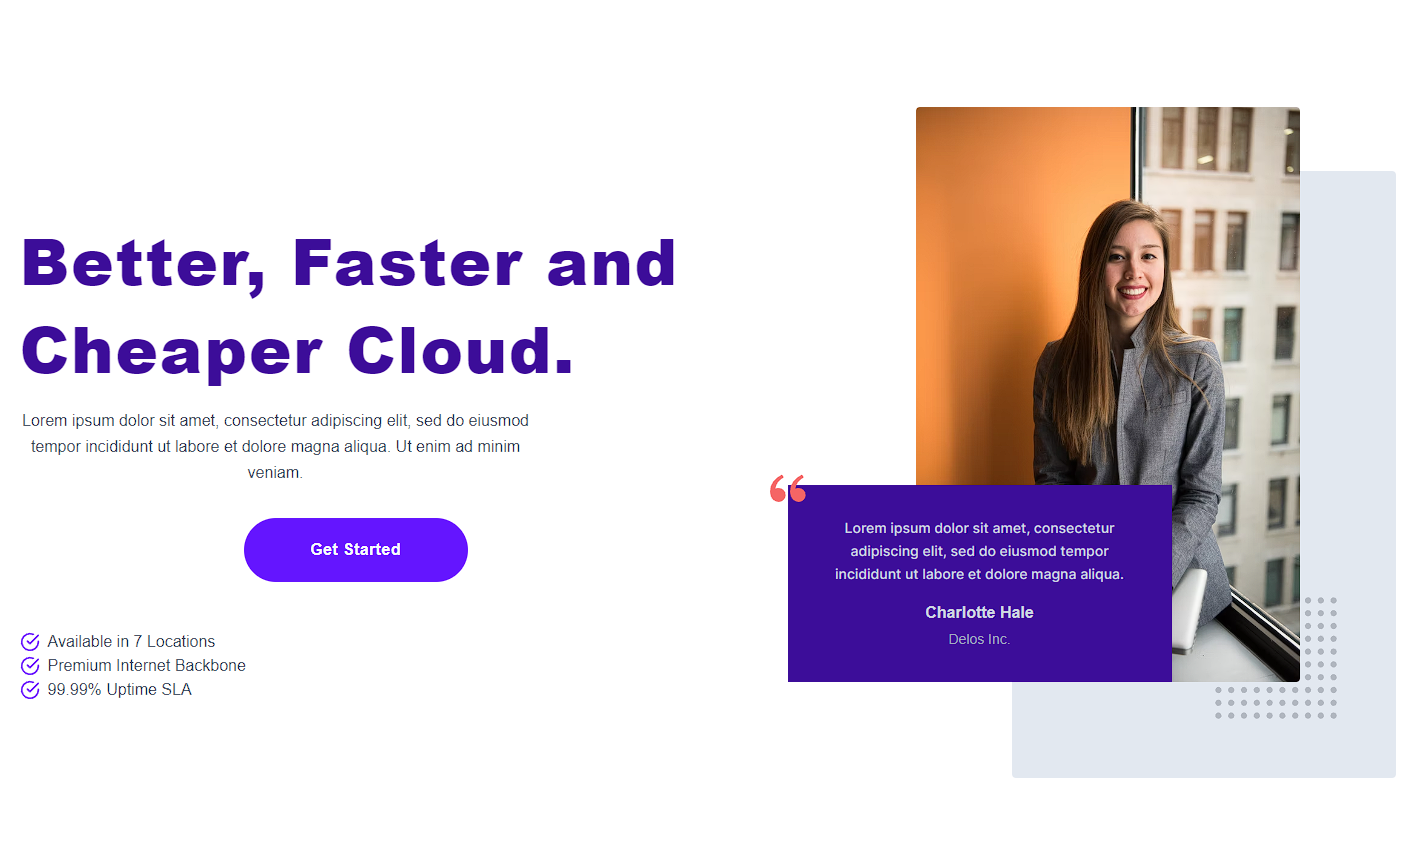 Better, Faster and
Cheaper Cloud.
Lorem ipsum dolor sit amet, consectetur adipiscing elit, sed do eiusmod
tempor incididunt ut labore et dolore magna aliqua. Ut enim ad minim
veniam.
Get Started
Available in 7 Locations
Premium Internet Backbone
99.99% Uptime SLA
“
Lorem ipsum dolor sit amet, consectetur
adipiscing elit, sed do eiusmod tempor
incididunt ut labore et dolore magna aliqua.
Charlotte Hale
Delos Inc.